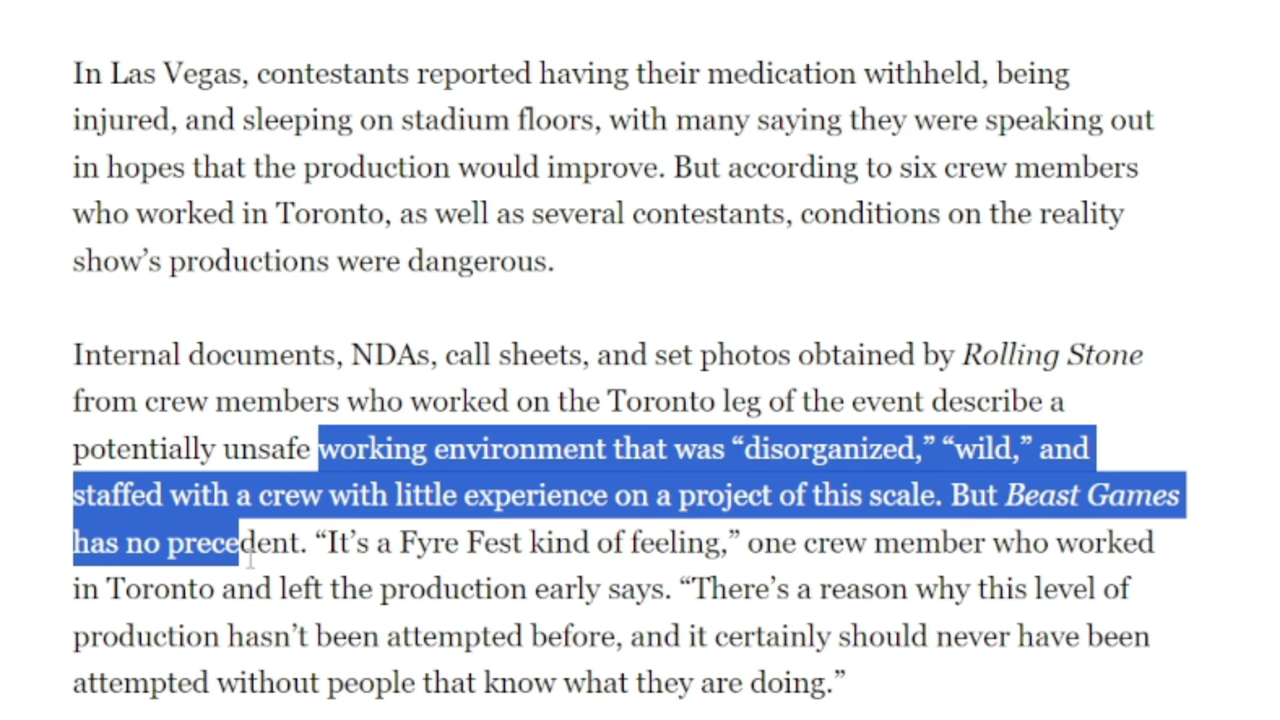 In Las Vegas, contestants reported having their medication withheld, being
injured, and sleeping on stadium floors, with many saying they were speaking out
in hopes that the production would improve. But according to six crew members
who worked in Toronto, as well as several contestants, conditions on the reality
show’s productions were dangerous.
Internal documents, NDAs, call sheets, and set photos obtained by Rolling Stone
from crew members who worked on the Toronto leg of the event describe a
potentially unsafe working environment that was “disorganized,” “wild,” and
staffed with a crew with little experience on a project of this scale. But Beast Games
has no precedent. “It’s a Fyre Fest kind of feeling,” one crew member who worked
in Toronto and left the production early says. “There’s a reason why this level of
production hasn’t been attempted before, and it certainly should never have been
attempted without people that know what they are doing.”